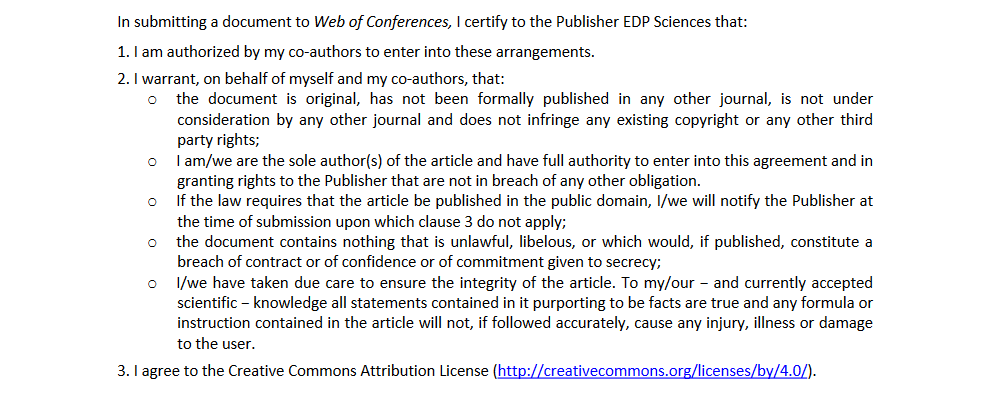 In submitting a document to Web of Conferences, I certify to the Publisher EDP Sciences that:
1. I am authorized by my co-authors to enter into these arrangements.
2. I warrant, on behalf of myself and my co-authors, that:
o the document is original, has not been formally published in any other journal, is not under
consideration by any other journal and does not infringe any existing copyright or any other third
party rights;
o I am/we are the sole author(s) of the article and have full authority to enter into this agreement and in
granting rights to the Publisher that are not in breach of any other obligation.
o If the law requires that the article be published in the public domain, I/we will notify the Publisher at
the time of submission upon which clause 3 do not apply;
o the document contains nothing that is unlawful, libelous, or which would, if published, constitute a
breach of contract or of confidence or of commitment given to secrecy;
o I/we have taken due care to ensure the integrity of the article. To my/our – and currently accepted
scientific – knowledge all statements contained in it purporting to be facts are true and any formula or
instruction contained in the article will not, if followed accurately, cause any injury, illness or damage
to the user.
3. I agree to the Creative Commons Attribution License (http://creativecommons.org/licenses/by/4.0/).